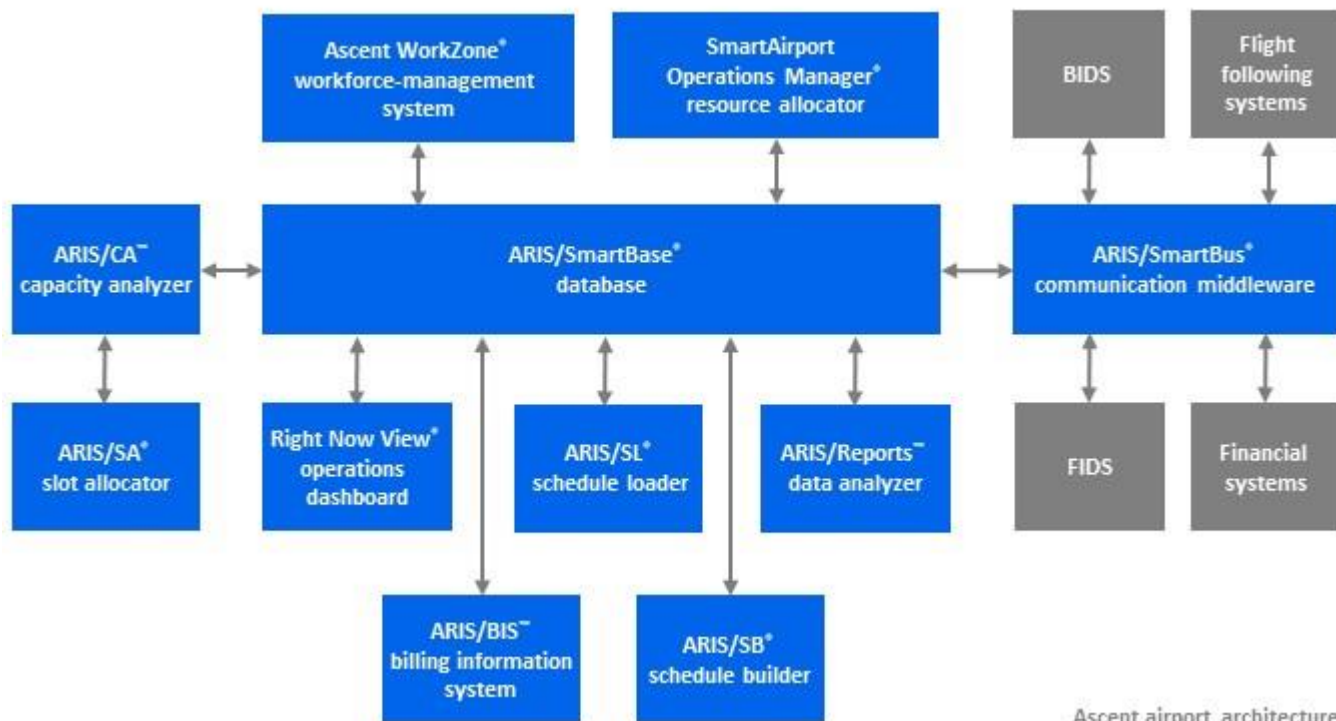 Ascent WorkZone®
workforce-management
system
SmartAirport
Operations Manager®
resource allocator
BIDS
Flight
following
systems
ARIS/CA™
capacity analyzer
ARIS/SmartBase®
database
ARIS/SmartBus®
communication middleware
ARIS/SA®
slot allocator
Right Now View®
operations
dashboard
ARIS/SL®
schedule loader
ARIS/Reports™
data analyzer
FIDS
Financial
systems
ARIS/BIS™
billing information
system
ARIS/SB®
schedule builder
Ascent airport architecture